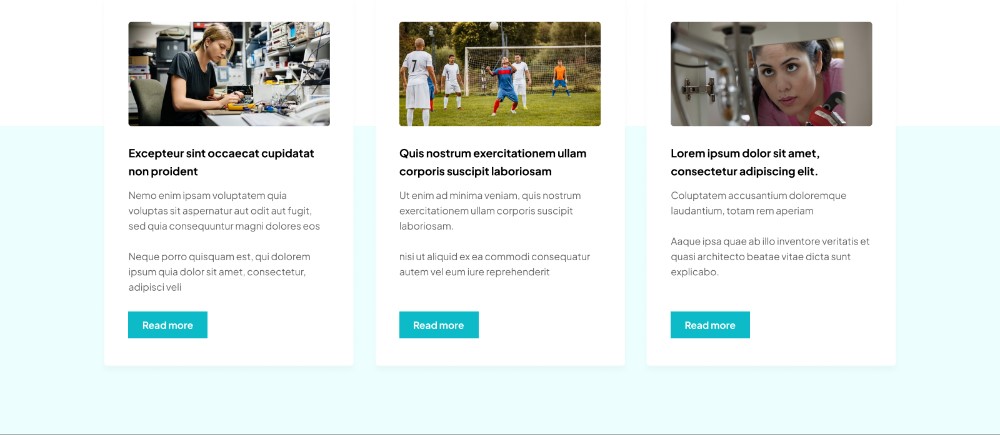 Excepteur sint occaecat cupidatat
non proident
Nemo enim ipsam voluptatem quia
voluptas sit aspernatur aut odit aut fugit,
sed quia consequuntur magni dolores eos
Neque porro quisquam est, qui dolorem
ipsum quia dolor sit amet, consectetur,
adipisci veli
Read more
Quis nostrum exercitationem ullam
corporis suscipit laboriosam
Ut enim ad minima veniam, quis nostrum
exercitationem ullam corporis suscipit
laboriosam.
nisi ut aliquid ex ea commodi consequatur
autem vel eum iure reprehenderit
Read more
Lorem ipsum dolor sit amet,
consectetur adipiscing elit.
Coluptatem accusantium doloremque
laudantium, totam rem aperiam
Aaque ipsa quae ab illo inventore veritatis et
quasi architecto beatae vitae dicta sunt
explicabo.
Read more
7